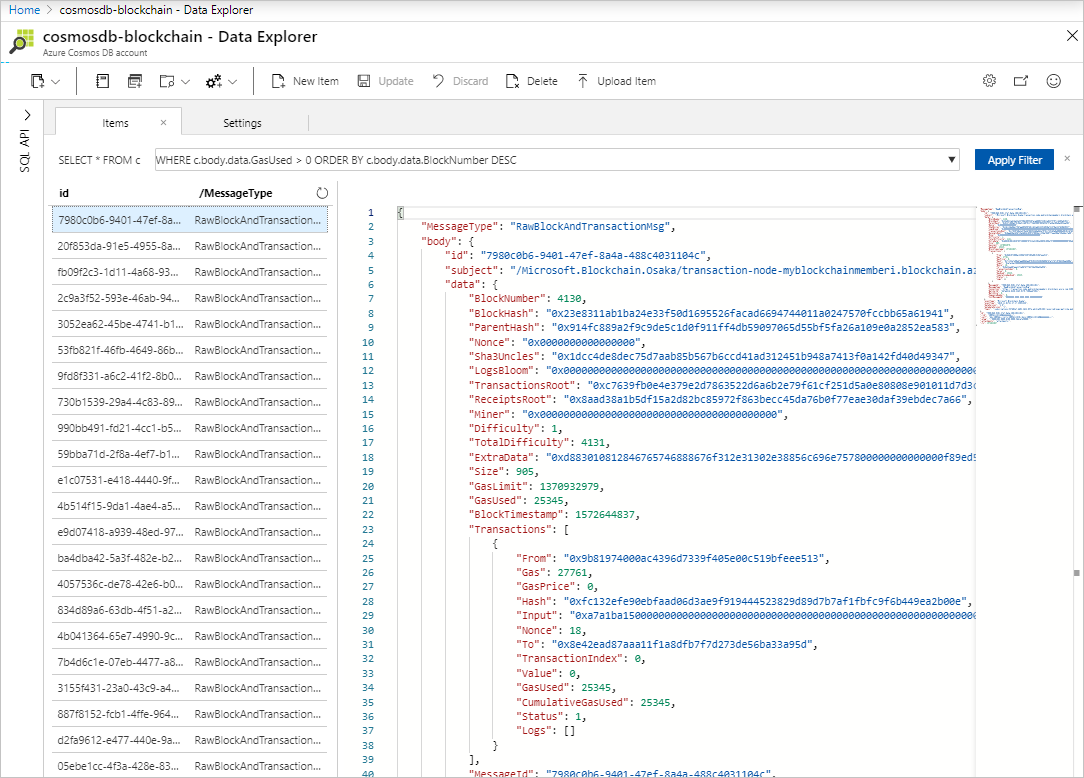 Home > cosmosdb-blockchain - Data Explorer
cosmosdb-blockchain - Data Explorer
Azure Cosmos DB account
New Item Update Discard Delete Upload Item
SQL API
Items × Settings
SELECT * FROM c WHERE c.body.data.GasUsed > 0 ORDER BY c.body.data.BlockNumber DESC Apply Filter ×
id /MessageType
7980c0b6-9401-47ef-8a... RawBlockAndTransaction...
20f853da-91e5-4955-8a... RawBlockAndTransaction...
fb09f2c3-1d11-4a68-93... RawBlockAndTransaction...
2c9a3f52-593e-46ab-94... RawBlockAndTransaction...
3052ea62-45be-4741-b1... RawBlockAndTransaction...
53fb821f-46fb-4649-86b... RawBlockAndTransaction...
9fd8f331-a6c2-41f2-8b0... RawBlockAndTransaction...
730b1539-29a4-4c83-89... RawBlockAndTransaction...
990bb491-fd21-4cc1-b5... RawBlockAndTransaction...
59bba71d-2f8a-4ef7-b1... RawBlockAndTransaction...
e1c07531-e418-4440-9f... RawBlockAndTransaction...
4b514f15-9da1-4ae4-a5... RawBlockAndTransaction...
e9d07418-a939-48ed-97... RawBlockAndTransaction...
ba4dba42-5a3f-482e-b2... RawBlockAndTransaction...
4057536c-de78-42e6-b0... RawBlockAndTransaction...
834d89a6-63db-4f51-a2... RawBlockAndTransaction...
4b041364-65e7-4990-9c... RawBlockAndTransaction...
7b4d6c1e-07eb-4477-a8... RawBlockAndTransaction...
3155f431-23a0-43c9-a4... RawBlockAndTransaction...
887f8152-fcb1-4ffe-964... RawBlockAndTransaction...
d2fa9612-e477-440e-9a... RawBlockAndTransaction...
05ebe1cc-4f3a-428e-83... RawBlockAndTransaction...
1 {
2 "MessageType": "RawBlockAndTransactionMsg",
3 "body": {
4 "id": "7980c0b6-9401-47ef-8a4a-488c4031104c",
5 "subject": "/Microsoft.Blockchain.Osaka/transaction-node-myblockchainmemberi.blockchain.a
6 "data": {
7 "BlockNumber": 4130,
8 "BlockHash": "0x23e8311ab1ba24e33f50d1695526facad6694744011a0247570fccbb65a61941",
9 "ParentHash": "0x914fc889a2f9c9de5c1d0f911ff4db59097065d55bf5fa26a109e0a2852ea583",
10 "Nonce": "0x0000000000000000",
11 "Sha3Uncles": "0x1dcc4de8dec75d7aab85b567b6ccd41ad312451b948a7413f0a142fd40d49347",
12 "LogsBloom": "0x000000000000000000000000000000000000000000000000000000000000000000000
13 "TransactionsRoot": "0xc7639fb0e4e379e2d7863522d6a6b2e79f61cf251d5a0e80808e901011d7d3c
14 "ReceiptsRoot": "0x8aad38a1b5df15a2d82bc85972f863becc45da76b0f77eae30daf39ebdec7a66",
15 "Miner": "0x0000000000000000000000000000000000000000",
16 "Difficulty": 1,
17 "TotalDifficulty": 4131,
18 "ExtraData": "0xd883010812846765746888676f312e31302e38856c696e757800000000000000f89ed9
19 "Size": 905,
20 "GasLimit": 1370932979,
21 "GasUsed": 25345,
22 "BlockTimestamp": 1572644837,
23 "Transactions": [
24 {
25 "From": "0x9b81974000ac4396d7339f405e00c519bfeee513",
26 "Gas": 27761,
27 "GasPrice": 0,
28 "Hash": "0xfc132efe90ebfaad06d3ae9f919444523829d89d7b7af1fbfc9f6b449ea2b00e",
29 "Input": "0xa7a1ba150000000000000000000000000000000000000000000000000000000000
30 "Nonce": 18,
31 "To": "0x8e42ead87aaa11f1a8dfb7f7d273de56ba33a95d",
32 "TransactionIndex": 0,
33 "Value": 0,
34 "GasUsed": 25345,
35 "CumulativeGasUsed": 25345,
36 "Status": 1,
37 "Logs": []
38 }
39 ],
40 "MessageId": "7980c0b6-9401-47ef-8a4a-488c4031104c",